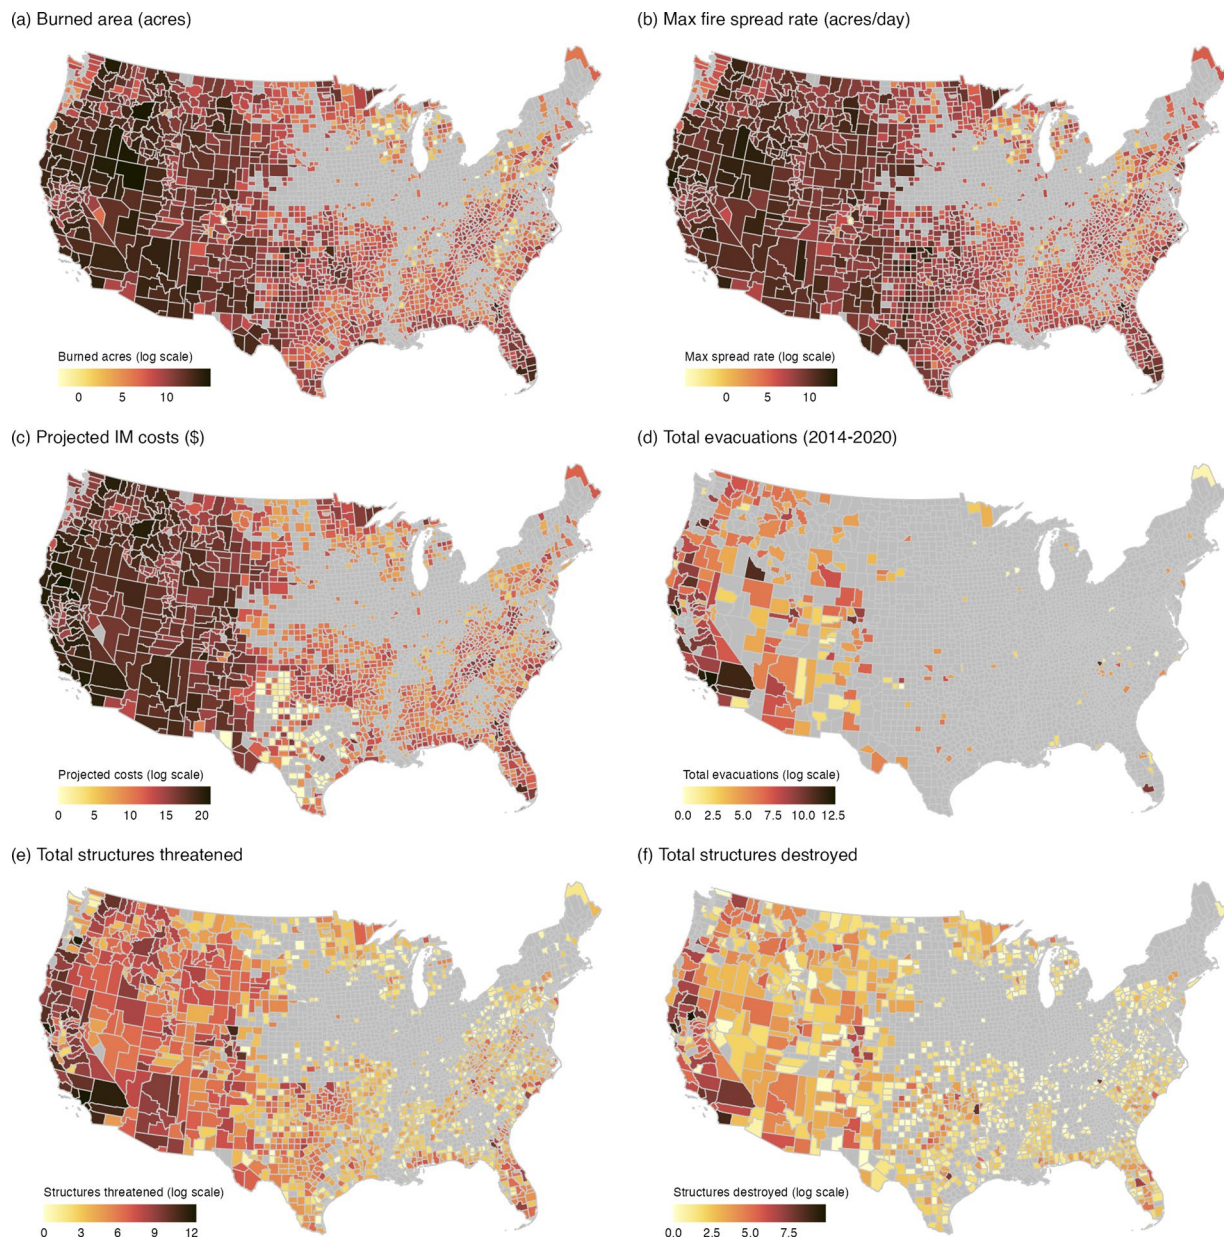 (a) Burned area (acres)
(b) Max fire spread rate (acres/day)
Burned acres (log scale)
0 5 10
Max spread rate (log scale)
0 5 10
(c) Projected IM costs ($)
(d) Total evacuations (2014-2020)
Projected costs (log scale)
0 5 10 15 20
Total evacuations (log scale)
0.0 2.5 5.0 7.5 10.0 12.5
(e) Total structures threatened
(f) Total structures destroyed
Structures threatened (log scale)
0 3 6 9 12
Structures destroyed (log scale)
0.0 2.5 5.0 7.5